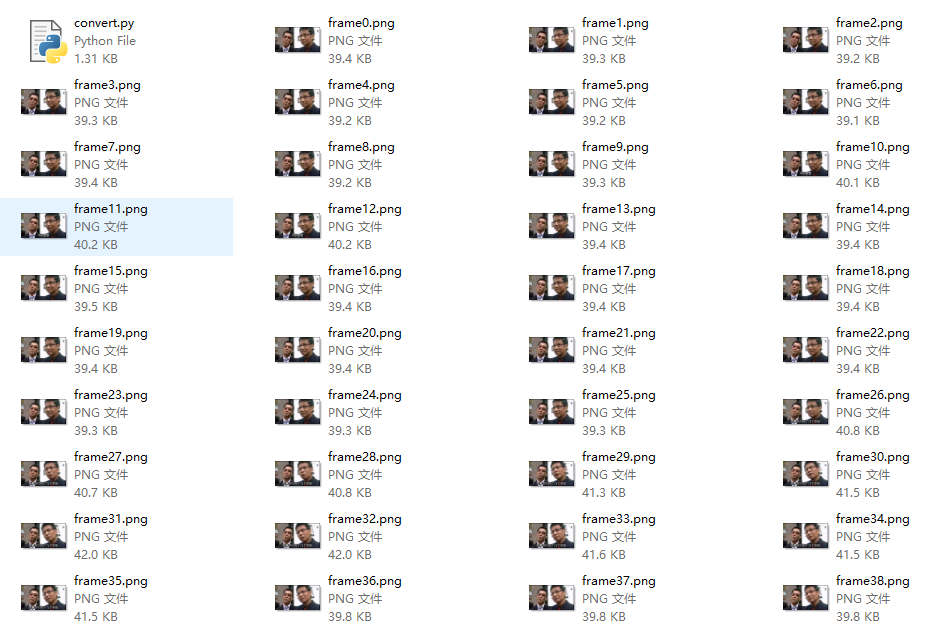 convert.py
Python File
1.31 KB
frame0.png
PNG 文件
39.4 KB
frame1.png
PNG 文件
39.3 KB
frame2.png
PNG 文件
39.2 KB
frame3.png
PNG 文件
39.3 KB
frame4.png
PNG 文件
39.2 KB
frame5.png
PNG 文件
39.2 KB
frame6.png
PNG 文件
39.1 KB
frame7.png
PNG 文件
39.4 KB
frame8.png
PNG 文件
39.2 KB
frame9.png
PNG 文件
39.3 KB
frame10.png
PNG 文件
40.1 KB
frame11.png
PNG 文件
40.2 KB
frame12.png
PNG 文件
40.2 KB
frame13.png
PNG 文件
39.4 KB
frame14.png
PNG 文件
39.4 KB
frame15.png
PNG 文件
39.5 KB
frame16.png
PNG 文件
39.4 KB
frame17.png
PNG 文件
39.4 KB
frame18.png
PNG 文件
39.4 KB
frame19.png
PNG 文件
39.4 KB
frame20.png
PNG 文件
39.4 KB
frame21.png
PNG 文件
39.4 KB
frame22.png
PNG 文件
39.4 KB
frame23.png
PNG 文件
39.3 KB
frame24.png
PNG 文件
39.3 KB
frame25.png
PNG 文件
39.3 KB
frame26.png
PNG 文件
40.8 KB
frame27.png
PNG 文件
40.7 KB
frame28.png
PNG 文件
40.8 KB
frame29.png
PNG 文件
41.3 KB
frame30.png
PNG 文件
41.5 KB
frame31.png
PNG 文件
42.0 KB
frame32.png
PNG 文件
42.0 KB
frame33.png
PNG 文件
41.6 KB
frame34.png
PNG 文件
41.5 KB
frame35.png
PNG 文件
41.5 KB
frame36.png
PNG 文件
39.8 KB
frame37.png
PNG 文件
39.8 KB
frame38.png
PNG 文件
39.8 KB